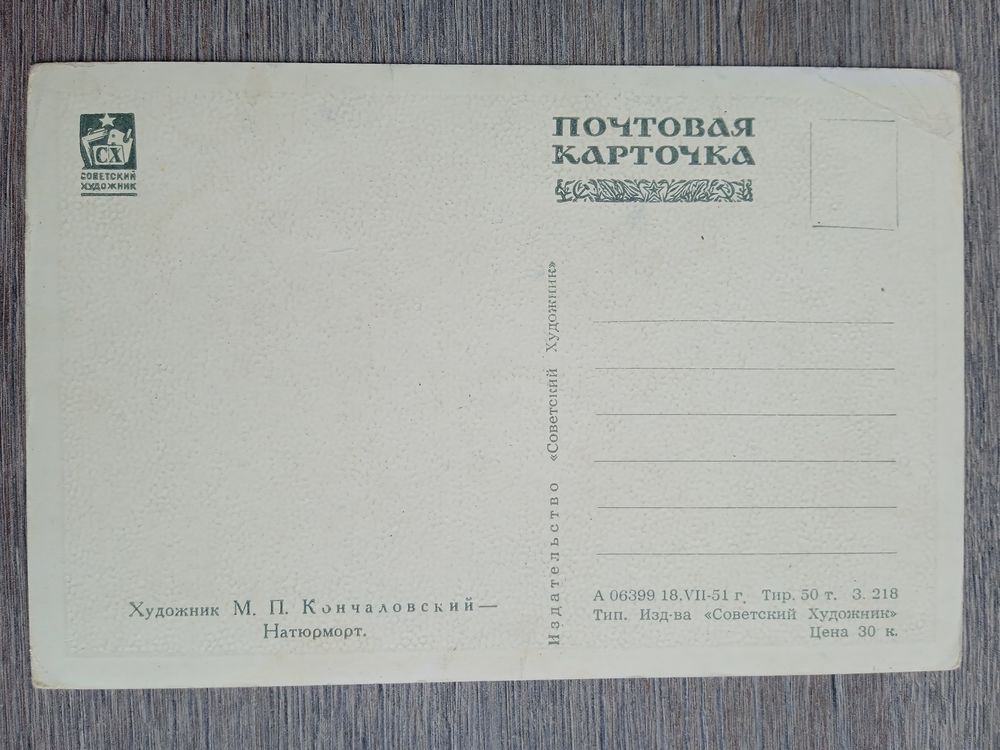 СХ
СОВЕТСКИЙ
ХУДОЖНИК
ПОЧТОВАЯ
КАРТОЧКА
Издательство «Советский Художник»
Художник М. П. Кончаловский —
Натюрморт.
А 06399 18.VII-51 г. Тир. 50 т. З. 218
Тип. Изд-ва «Советский Художник»
Цена 30 к.